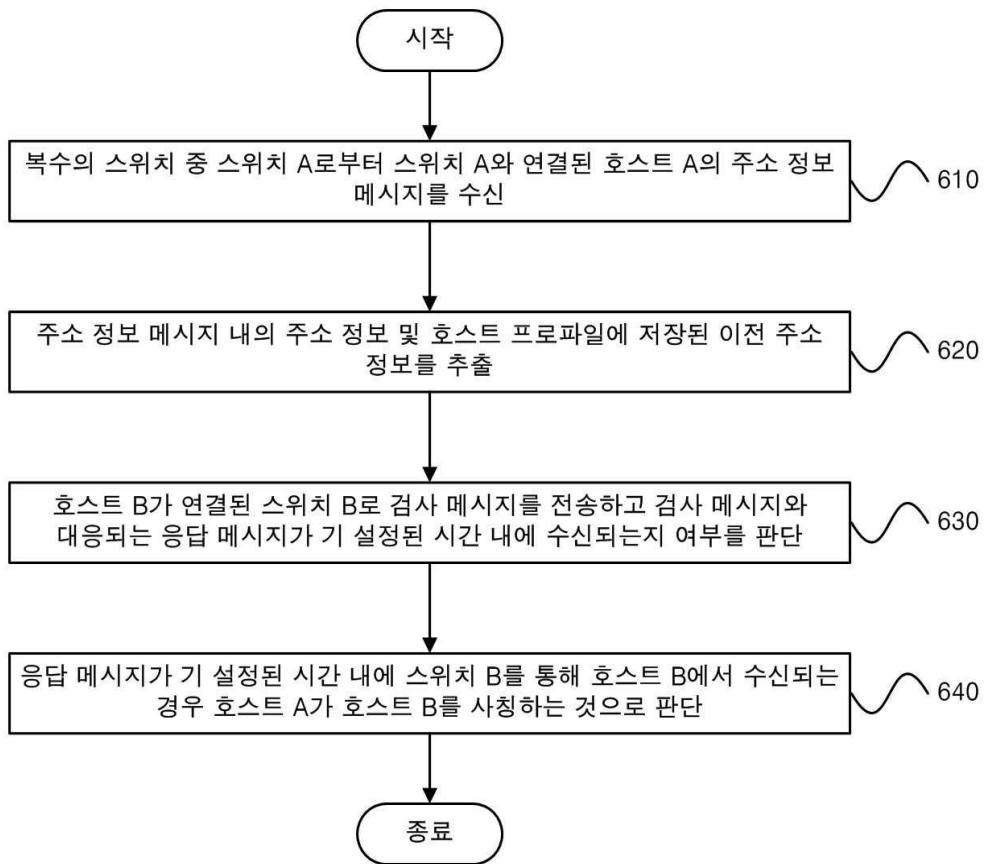 시작
복수의 스위치 중 스위치 A로부터 스위치 A와 연결된 호스트 A의 주소 정보
메시지를 수신
610
주소 정보 메시지 내의 주소 정보 및 호스트 프로파일에 저장된 이전 주소
정보를 추출
620
호스트 B가 연결된 스위치 B로 검사 메시지를 전송하고 검사 메시지와
대응되는 응답 메시지가 기 설정된 시간 내에 수신되는지 여부를 판단
630
응답 메시지가 기 설정된 시간 내에 스위치 B를 통해 호스트 B에서 수신되는
경우 호스트 A가 호스트 B를 사칭하는 것으로 판단
640
종료